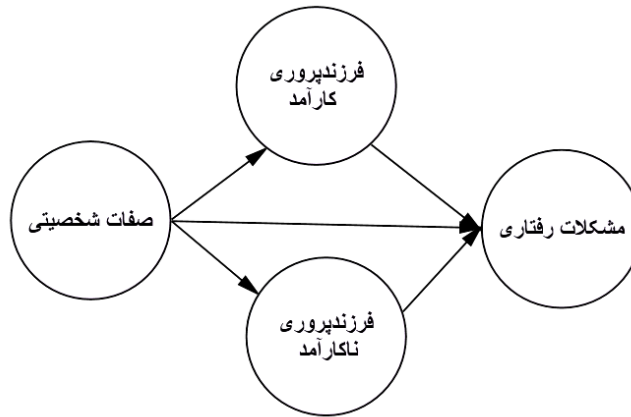 فرزندپروری
کارآمد
صفات شخصیتی
مشکلات رفتاری
فرزندپروری
ناکارآمد